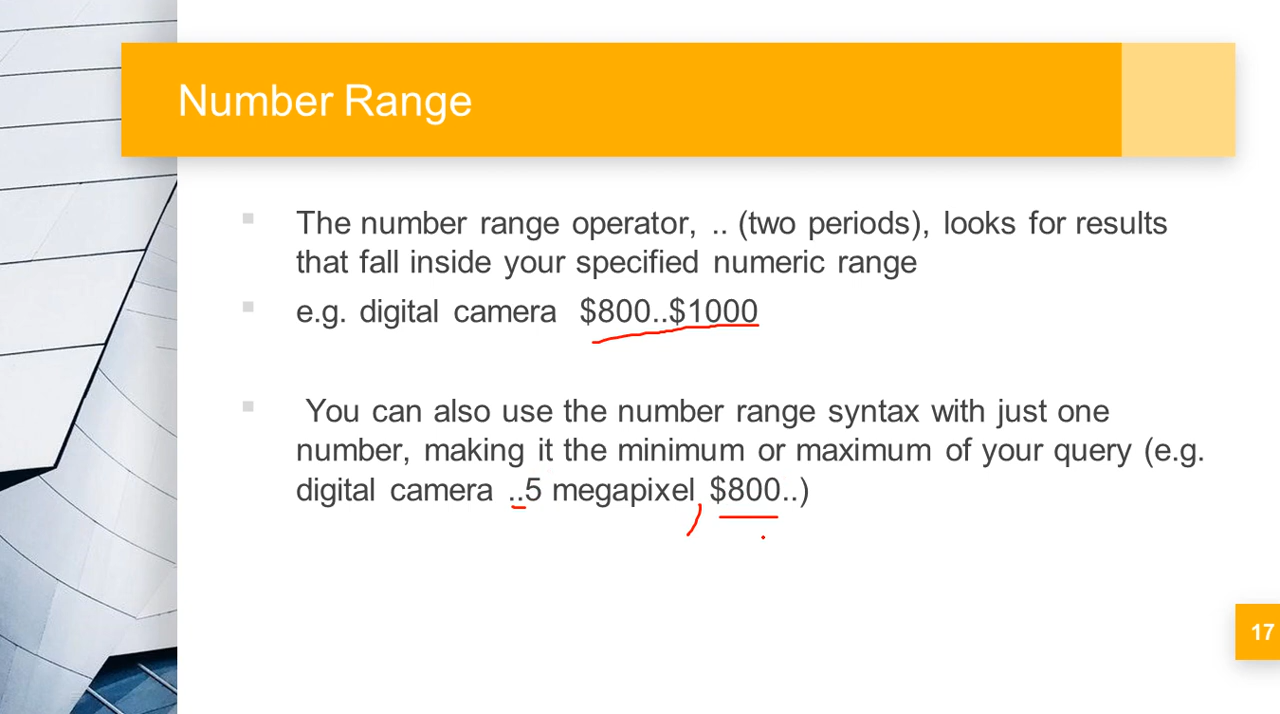 Number Range
The number range operator, .. (two periods), looks for results
that fall inside your specified numeric range
e.g. digital camera $800..$1000
You can also use the number range syntax with just one
number, making it the minimum or maximum of your query (e.g.
digital camera ..5 megapixel, $800..)
17